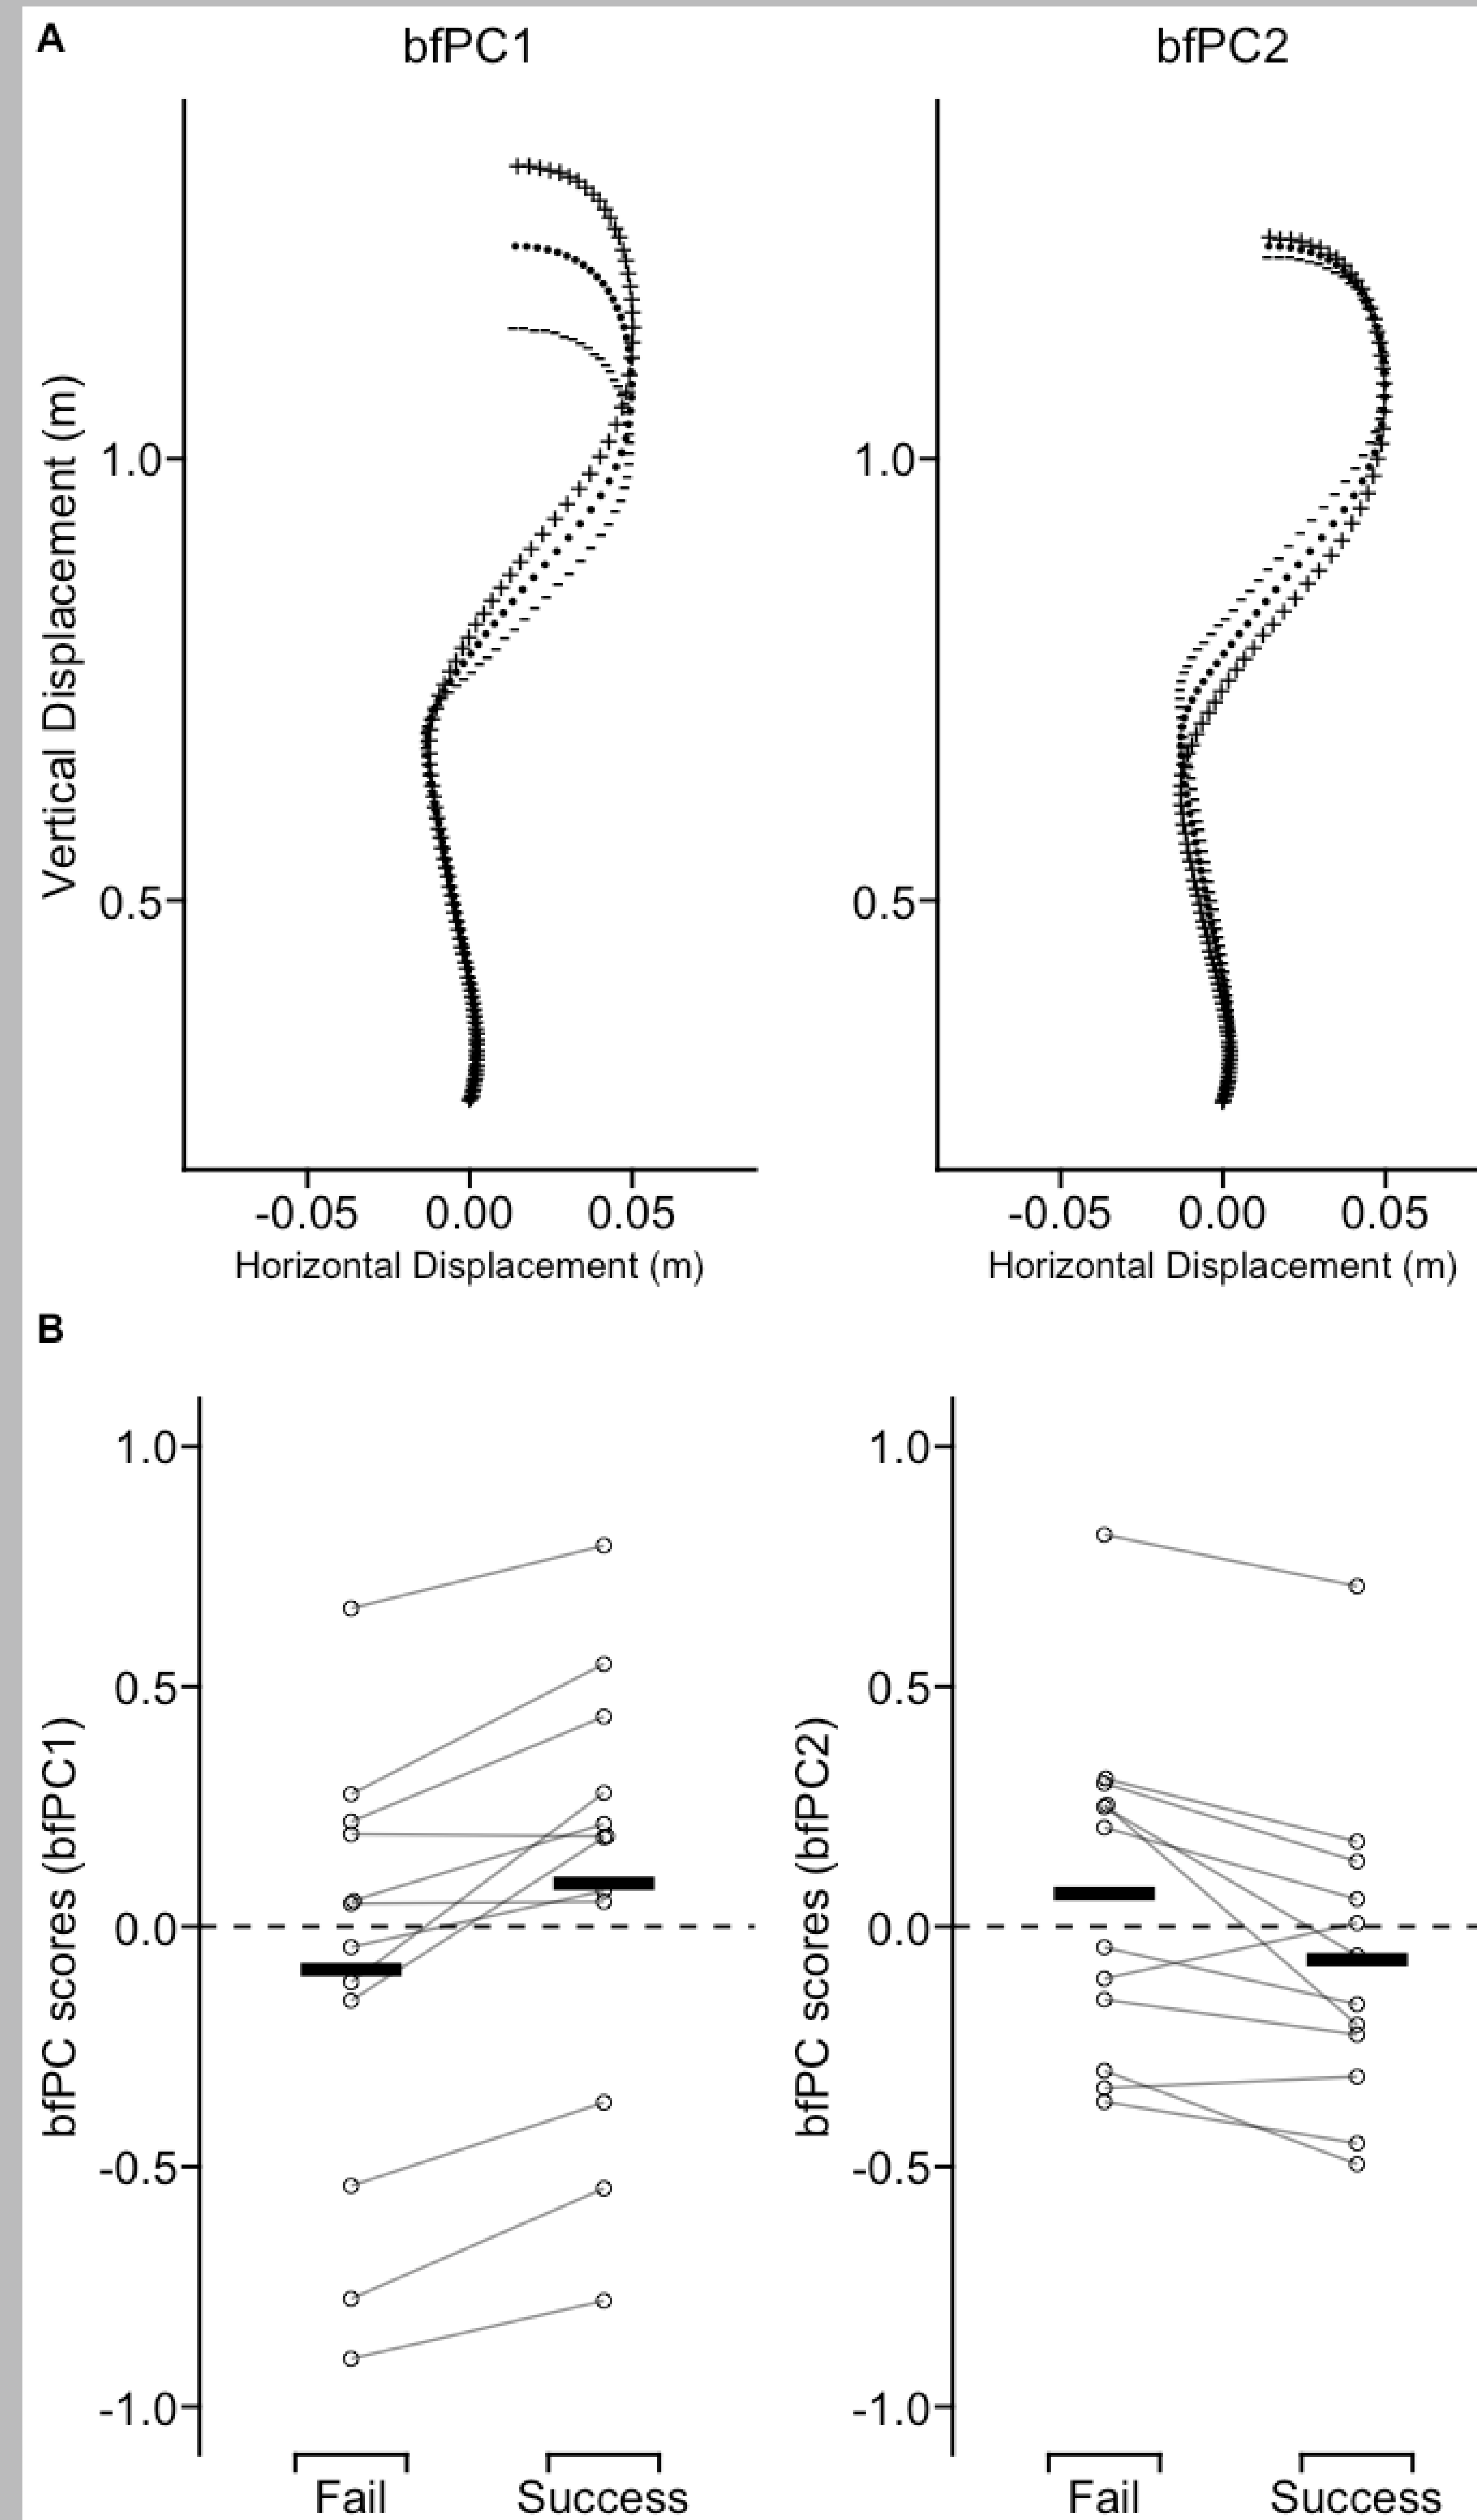 A
bfPC1 bfPC2
Vertical Displacement (m)
1.0 1.0
0.5 0.5
-0.05 0.00 0.05 -0.05 0.00 0.05
Horizontal Displacement (m) Horizontal Displacement (m)
B
bfPC scores (bfPC1)
bfPC scores (bfPC2)
1.0 1.0
0.5 0.5
0.0 0.0
-0.5 -0.5
-1.0 -1.0
Fail Success Fail Success